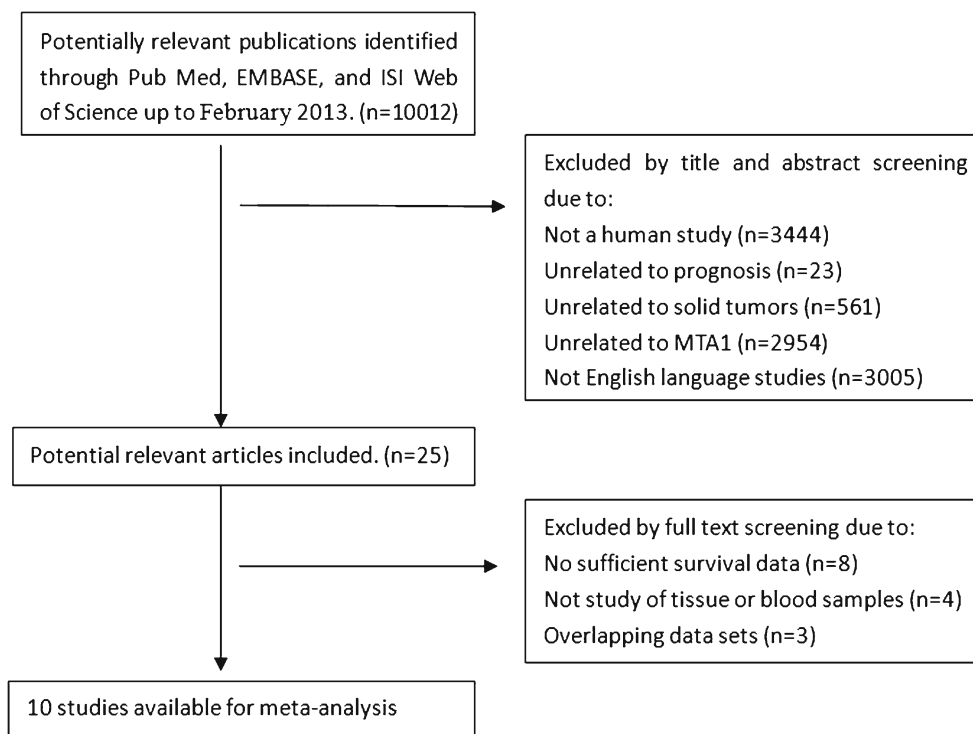 Potentially relevant publications identified
through Pub Med, EMBASE, and ISI Web
of Science up to February 2013. (n=10012)
Excluded by title and abstract screening
due to:
Not a human study (n=3444)
Unrelated to prognosis (n=23)
Unrelated to solid tumors (n=561)
Unrelated to MTA1 (n=2954)
Not English language studies (n=3005)
Potential relevant articles included. (n=25)
Excluded by full text screening due to:
No sufficient survival data (n=8)
Not study of tissue or blood samples (n=4)
Overlapping data sets (n=3)
10 studies available for meta-analysis